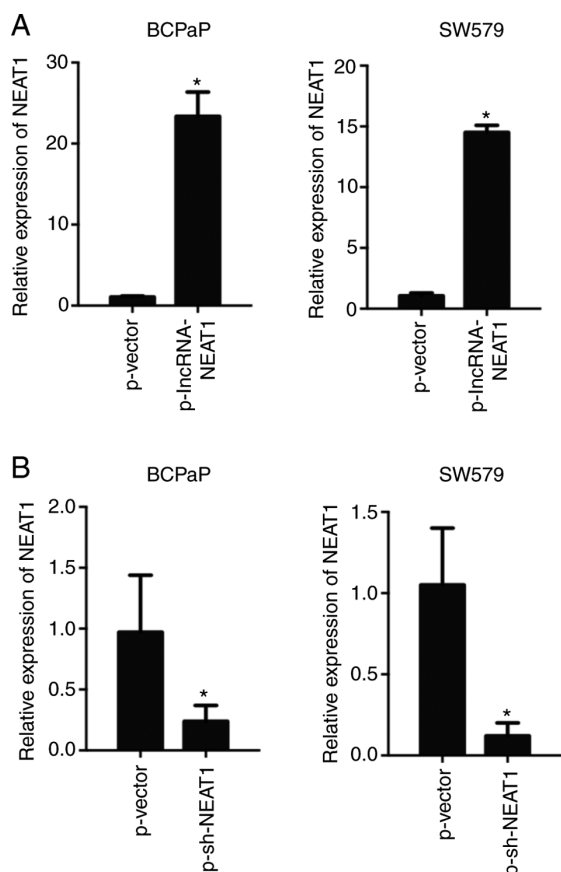 A
BCPaP
Relative expression of NEAT1
30
20
10
0
*
p-vector
p-lncRNA-
NEAT1
SW579
Relative expression of NEAT1
20
15
10
5
0
*
p-vector
p-lncRNA-
NEAT1
B
BCPaP
Relative expression of NEAT1
2.0
1.5
1.0
0.5
0.0
*
p-vector
p-sh-NEAT1
SW579
Relative expression of NEAT1
1.5
1.0
0.5
0.0
*
p-vector
p-sh-NEAT1